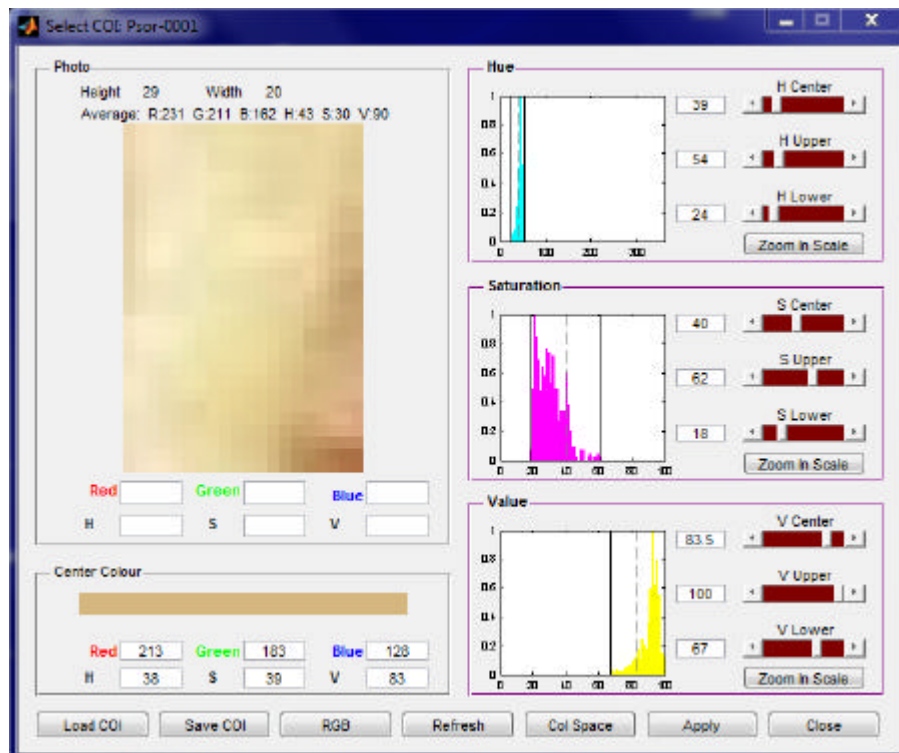 Select COI: Psor-0001
Photo
Height 29 Width 20
Average: R:231 G:211 B:162 H:43 S:30 V:90
Red Green Blue
H S V
Center Colour
Red 213 Green 183 Blue 128
H 38 S 39 V 83
Hue
1
0.8
0.6
0.4
0.2
0
0 100 200 300
39 H Center
54 H Upper
24 H Lower
Zoom in Scale
Saturation
1
0.8
0.6
0.4
0.2
0
0 20 40 60 80 100
40 S Center
62 S Upper
18 S Lower
Zoom in Scale
Value
1
0.8
0.6
0.4
0.2
0
0 20 40 60 80 100
83.5 V Center
100 V Upper
67 V Lower
Zoom in Scale
Load COI Save COI RGB Refresh Col Space Apply Close